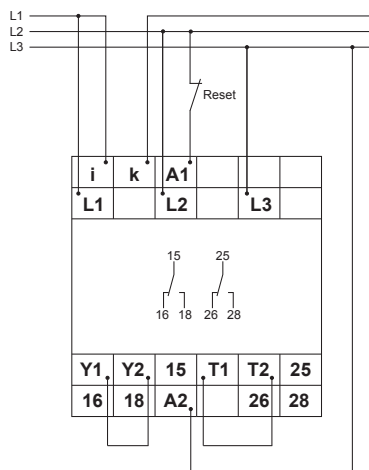 L1
L2
L3
Reset
i k A1
L1 L2 L3
15 25
16 18 26 28
Y1 Y2 15 T1 T2 25
16 18 A2 26 28